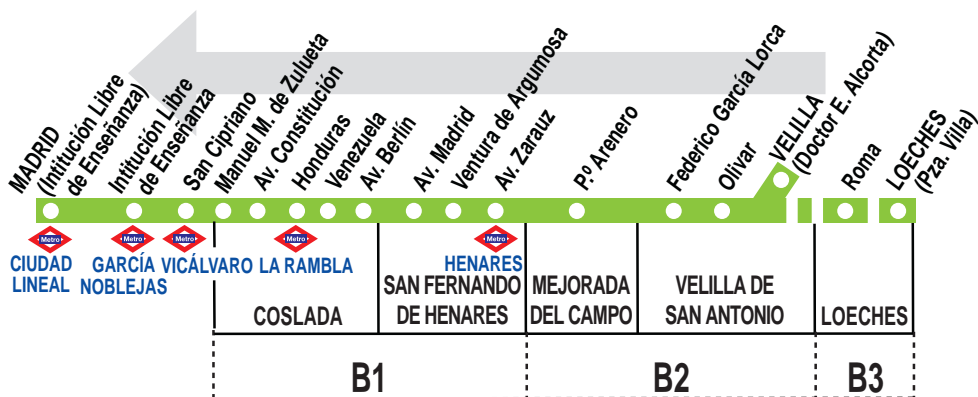 MADRID
(Intitución Libre
de Enseñanza)
Intitución Libre
de Enseñanza
San Cipriano
Manuel M. de Zulueta
Av. Constitución
Honduras
Venezuela
Av. Berlín
Av. Madrid
Ventura de Argumosa
Av. Zarauz
P.º Arenero
Federico García Lorca
Olivar
VELILLA
(Doctor E. Alcorta)
Roma
LOECHES
(Pza. Villa)
Metro
Metro
Metro
Metro
Metro
CIUDAD
LINEAL
GARCÍA
NOBLEJAS
VICÁLVARO
LA RAMBLA
HENARES
COSLADA
SAN FERNANDO
DE HENARES
MEJORADA
DEL CAMPO
VELILLA DE
SAN ANTONIO
LOECHES
B1
B2
B3